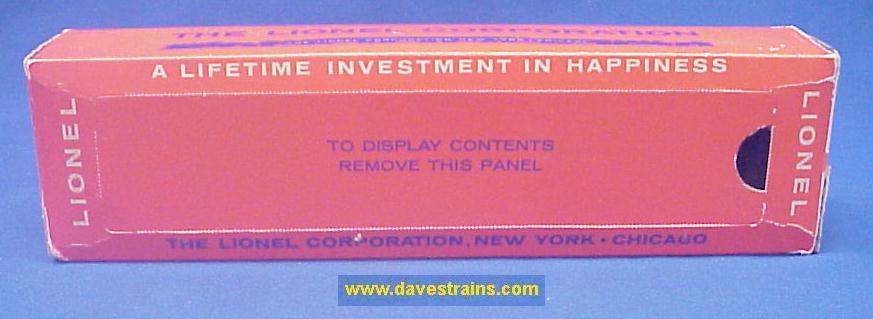 THE LIONEL CORPORATION
A LIFETIME INVESTMENT IN HAPPINESS
LIONEL
TO DISPLAY CONTENTS
REMOVE THIS PANEL
LIONEL
THE LIONEL CORPORATION, NEW YORK • CHICAGO
www.davestrains.com